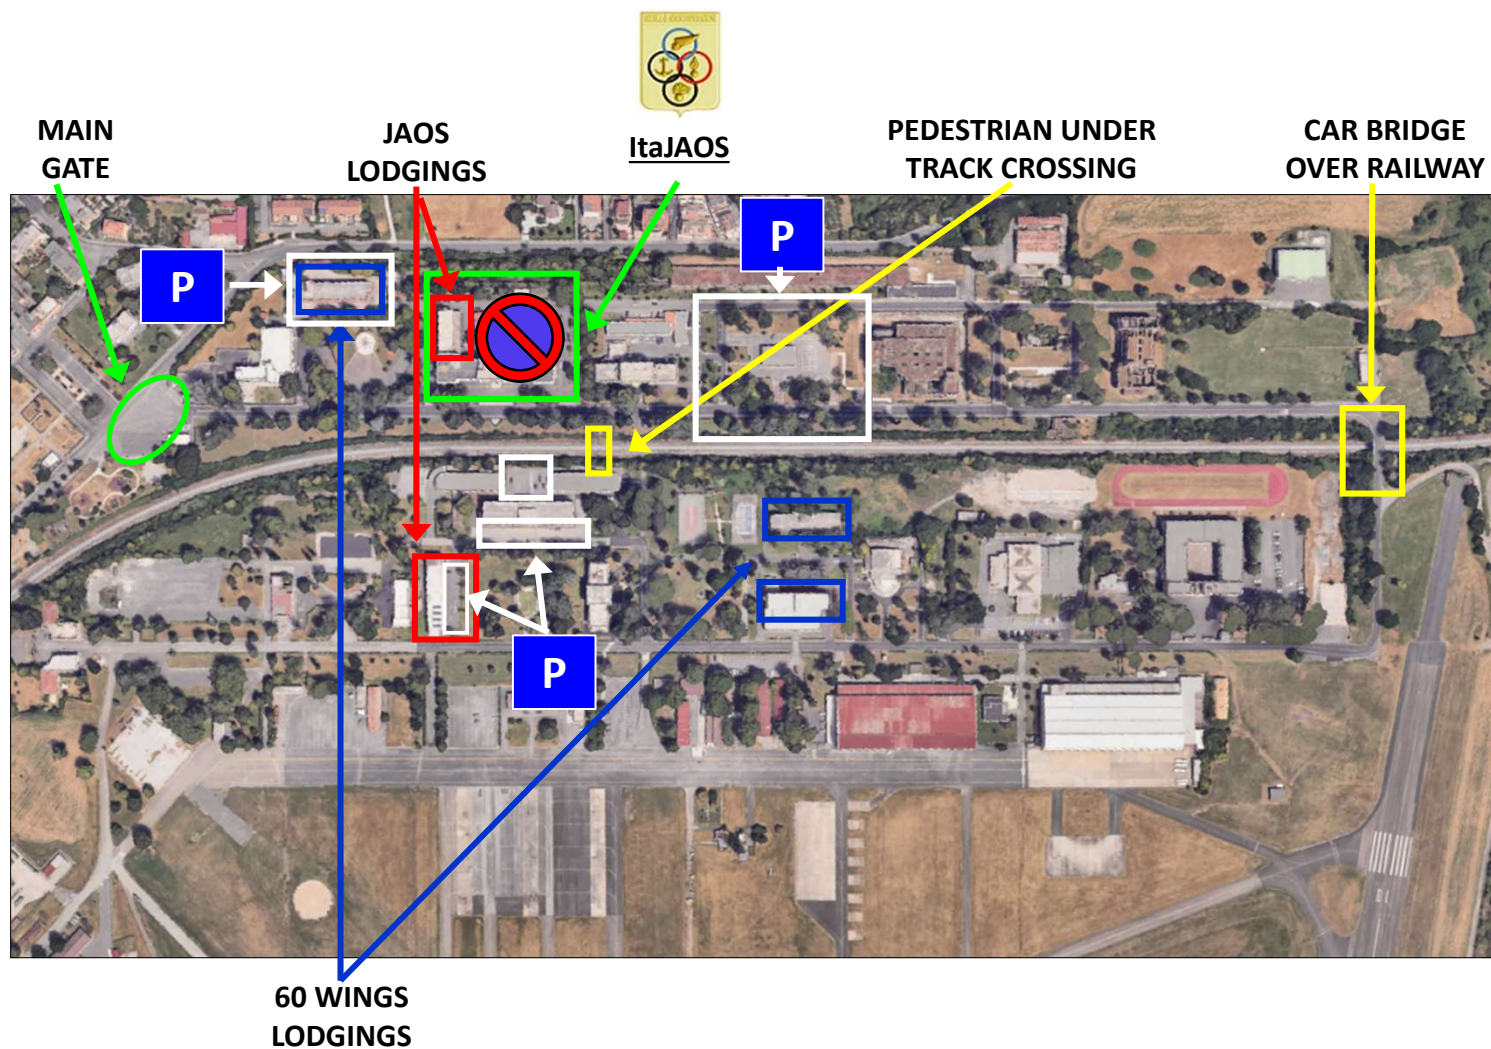 MAIN
GATE
JAOS
LODGINGS
ItaJAOS
PEDESTRIAN UNDER
TRACK CROSSING
CAR BRIDGE
OVER RAILWAY
P
P
P
60 WINGS
LODGINGS